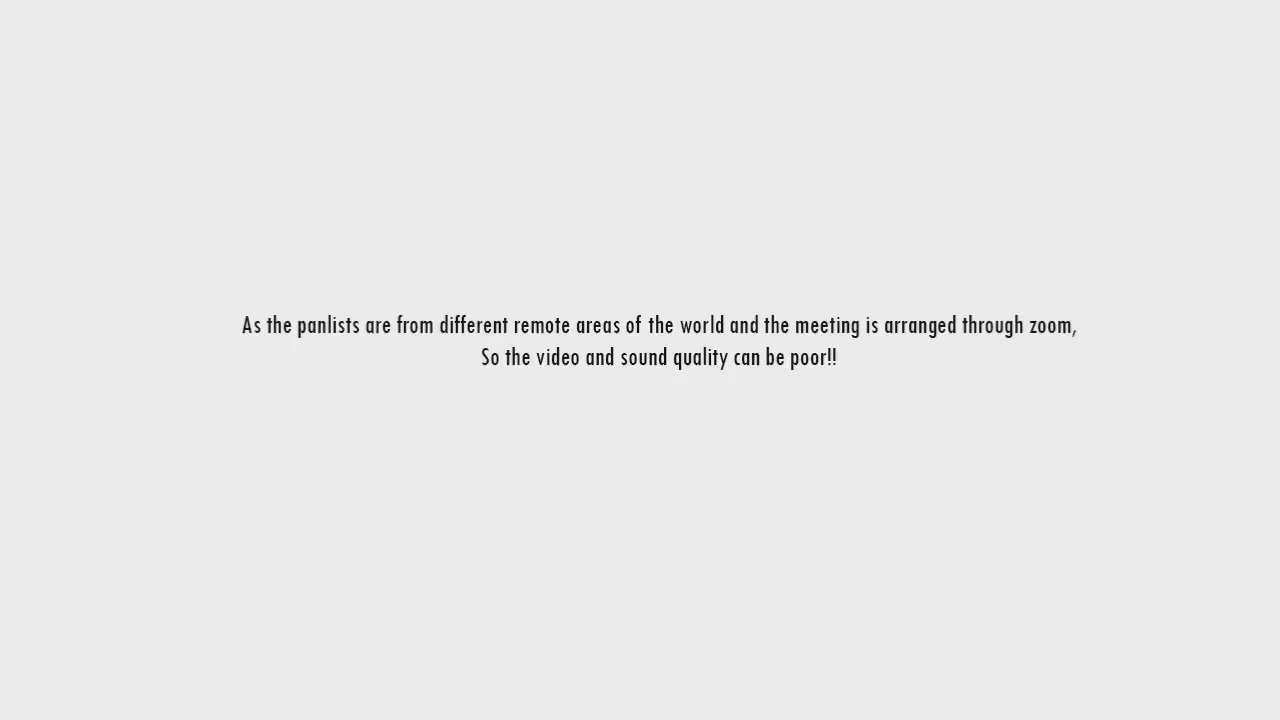 As the panlists are from different remote areas of the world and the meeting is arranged through zoom,
So the video and sound quality can be poor!!